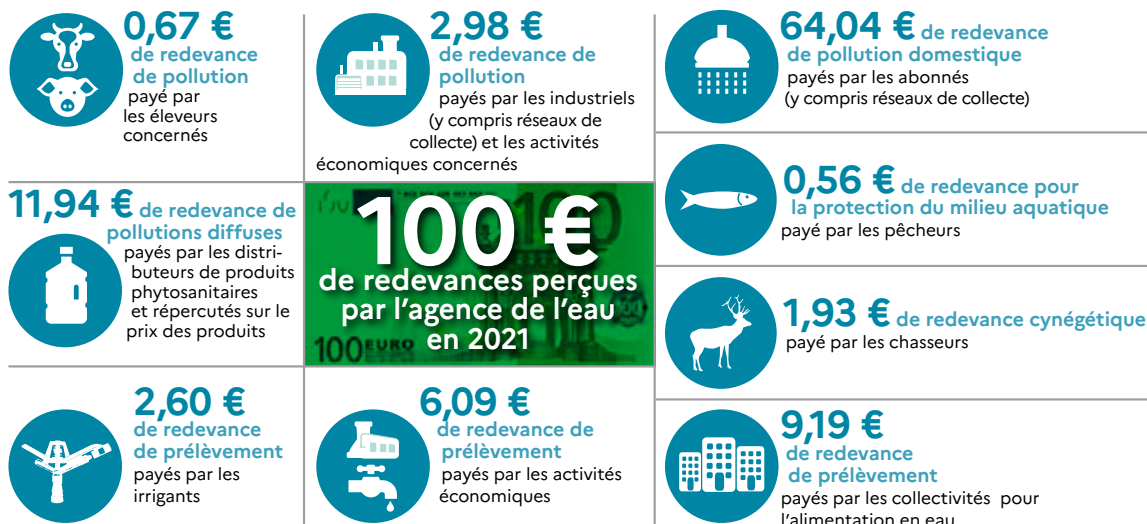 0,67 €
de redevance
de pollution
payé par
les éleveurs
concernés
2,98 €
de redevance de
pollution
payés par les industriels
(y compris réseaux de
collecte) et les activités
économiques concernés
64,04 € de redevance
de pollution domestique
payés par les abonnés
(y compris réseaux de collecte)
11,94 € de redevance de
pollutions diffuses
payés par les distri-
buteurs de produits
phytosanitaires
et répercutés sur le
prix des produits
100 €
de redevances perçues
par l’agence de l’eau
en 2021
100 EURO
100
0,56 € de redevance pour
la protection du milieu aquatique
payé par les pêcheurs
1,93 € de redevance cynégétique
payé par les chasseurs
2,60 €
de redevance
de prélèvement
payés par les
irrigants
6,09 €
de redevance de
prélèvement
payés par les activités
économiques
9,19 €
de redevance
de prélèvement
payés par les collectivités pour
l’alimentation en eau